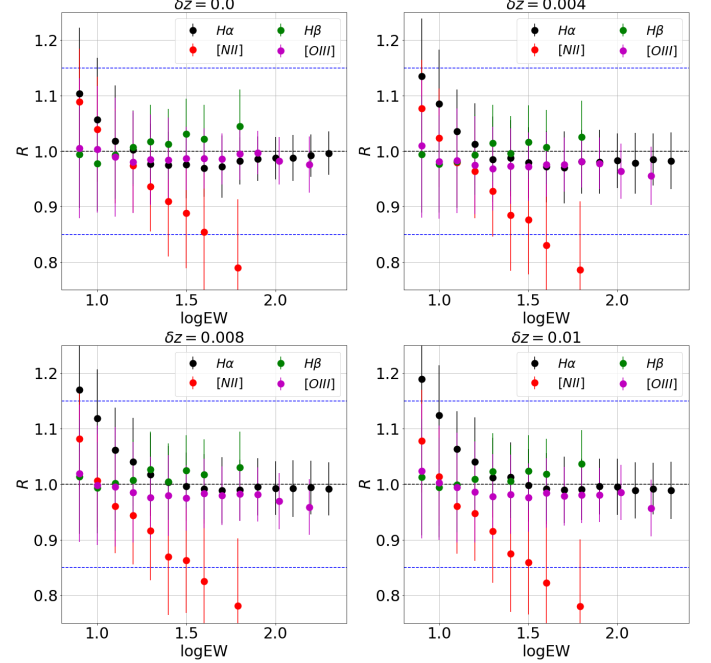 δz = 0.0
Hα
Hβ
[NII]
[OIII]
1.2
1.1
1.0
0.9
0.8
R
1.0
1.5
2.0
logEW
δz = 0.004
Hα
Hβ
[NII]
[OIII]
1.2
1.1
1.0
0.9
0.8
R
1.0
1.5
2.0
logEW
δz = 0.008
Hα
Hβ
[NII]
[OIII]
1.2
1.1
1.0
0.9
0.8
R
1.0
1.5
2.0
logEW
δz = 0.01
Hα
Hβ
[NII]
[OIII]
1.2
1.1
1.0
0.9
0.8
R
1.0
1.5
2.0
logEW